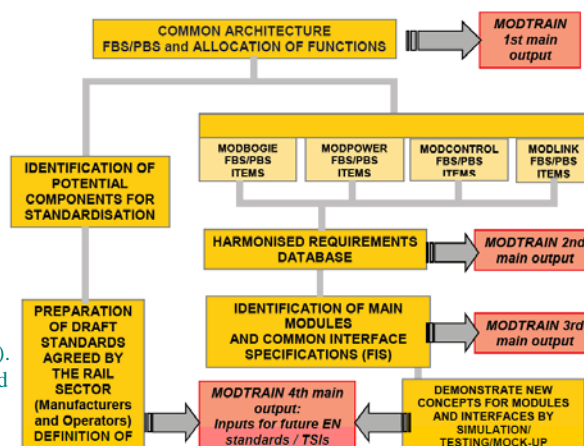 COMMON ARCHITECTURE
FBS/PBS and ALLOCATION OF FUNCTIONS
MODTRAIN
1st main
output
MODBOGIE
FBS/PBS
ITEMS
MODPOWER
FBS/PBS
ITEMS
MODCONTROL
FBS/PBS
ITEMS
MODLINK
FBS/PBS
ITEMS
IDENTIFICATION OF
POTENTIAL
COMPONENTS FOR
STANDARDISATION
HARMONISED REQUIREMENTS
DATABASE
MODTRAIN 2nd
main output
IDENTIFICATION OF MAIN
MODULES
AND COMMON INTERFACE
SPECIFICATIONS (FIS)
MODTRAIN 3rd
main output
PREPARATION
OF DRAFT
STANDARDS
AGREED BY
THE RAIL
SECTOR
(Manufacturers
and Operators)
DEFINITION OF
).
d
MODTRAIN 4th main
output:
Inputs for future EN
standards / TSIs
DEMONSTRATE NEW
CONCEPTS FOR MODULES
AND INTERFACES BY
SIMULATION/
TESTING/MOCK-UP